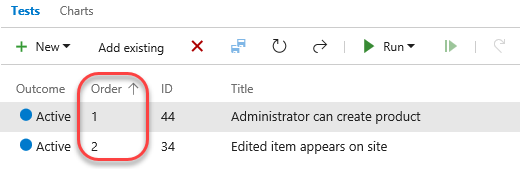 Tests Charts
New Add existing Run
Outcome Order ID Title
Active 1 44 Administrator can create product
Active 2 34 Edited item appears on site